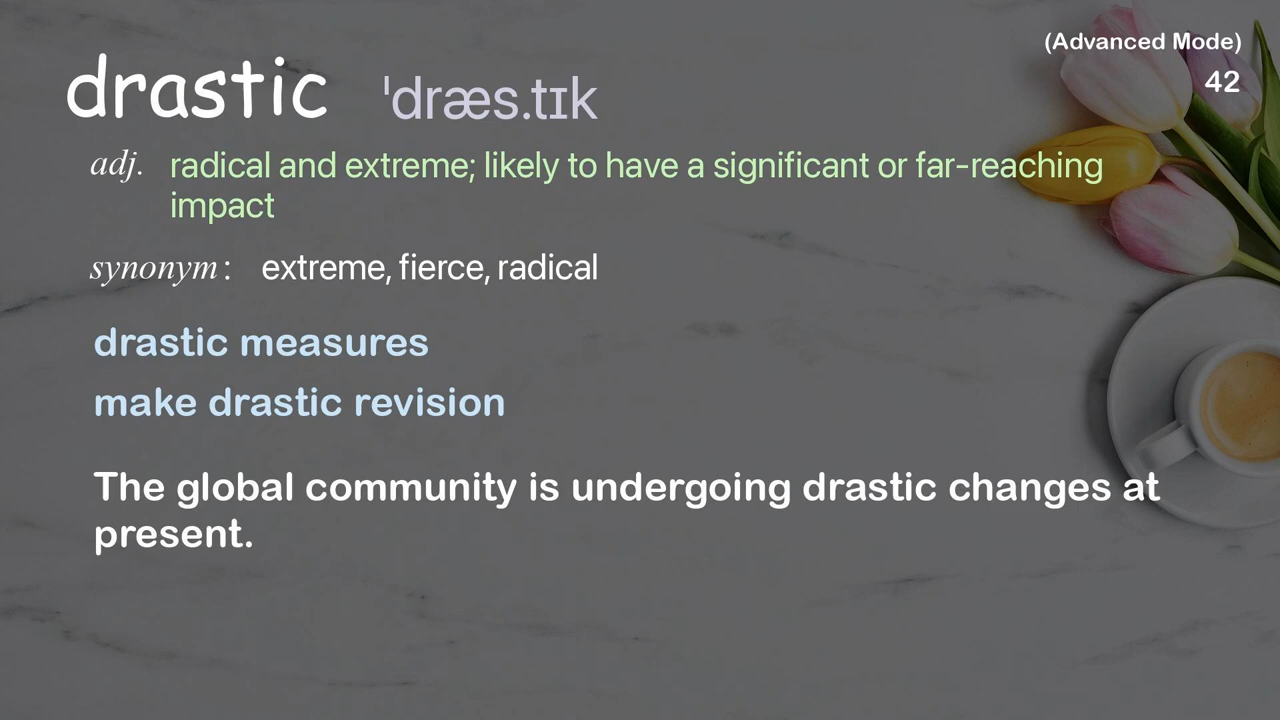 (Advanced Mode)
42
drastic ˈdræs.tɪk
adj. radical and extreme; likely to have a significant or far-reaching
impact
synonym: extreme, fierce, radical
drastic measures
make drastic revision
The global community is undergoing drastic changes at
present.